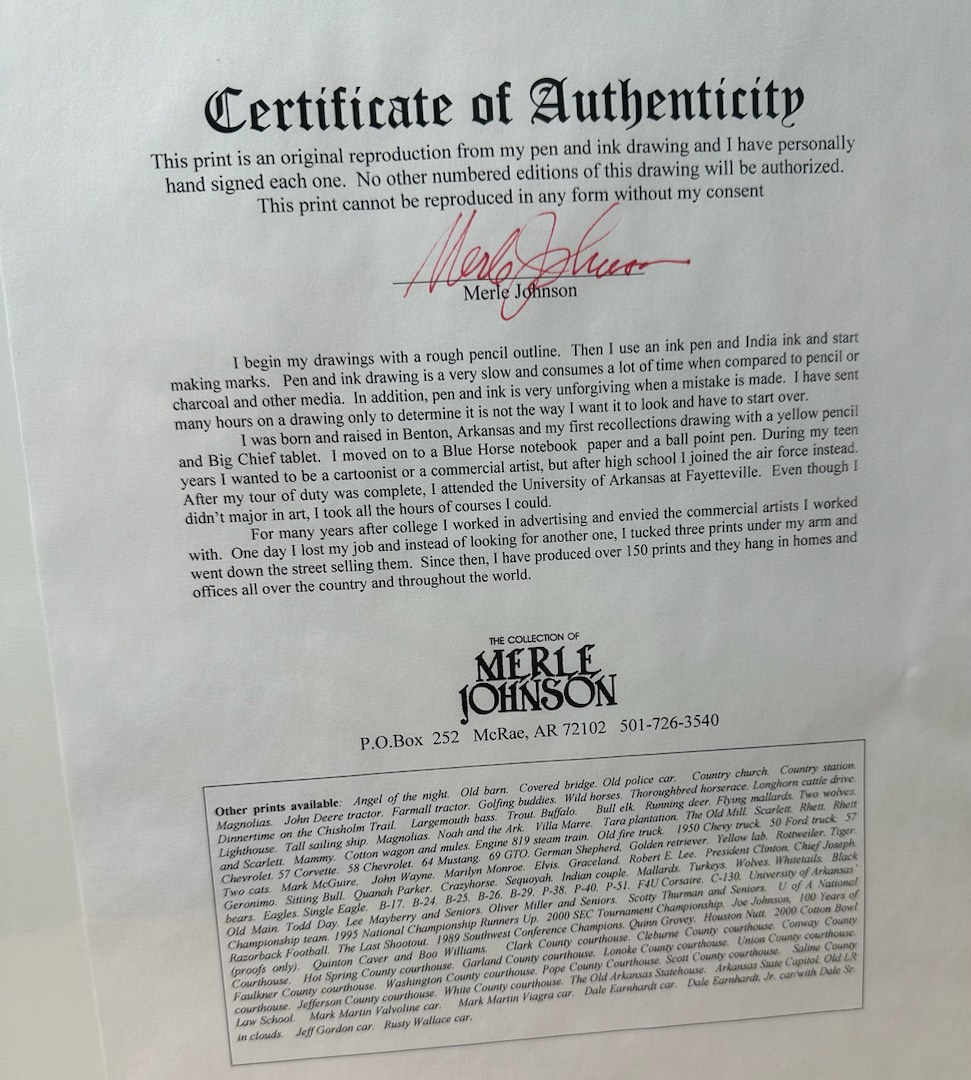 Certificate of Authenticity
This print is an original reproduction from my pen and ink drawing and I have personally
hand signed each one. No other numbered editions of this drawing will be authorized.
This print cannot be reproduced in any form without my consent
Merle Johnson
Merle Johnson
I begin my drawings with a rough pencil outline. Then I use an ink pen and India ink and start
making marks. Pen and ink drawing is a very slow and consumes a lot of time when compared to pencil or
charcoal and other media. In addition, pen and ink is very unforgiving when a mistake is made. I have sent
many hours on a drawing only to determine it is not the way I want it to look and have to start over.
I was born and raised in Benton, Arkansas and my first recollections drawing with a yellow pencil
and Big Chief tablet. I moved on to a Blue Horse notebook paper and a ball point pen. During my teen
years I wanted to be a cartoonist or a commercial artist, but after high school I joined the air force instead.
After my tour of duty was complete, I attended the University of Arkansas at Fayetteville. Even though I
didn't major in art, I took all the hours of courses I could.
For many years after college I worked in advertising and envied the commercial artists I worked
with. One day I lost my job and instead of looking for another one, I tucked three prints under my arm and
went down the street selling them. Since then, I have produced over 150 prints and they hang in homes and
offices all over the country and throughout the world.
THE COLLECTION OF
MERLE
JOHNSON
P.O.Box 252 McRae, AR 72102 501-726-3540
Other prints available: Angel of the night. Old barn. Covered bridge. Old police car. Country church. Country station.
Magnolias. John Deere tractor. Farmall tractor. Golfing buddies. Wild horses. Thoroughbred horserace. Longhorn cattle drive.
Dinnertime on the Chisholm Trail. Largemouth bass. Trout. Buffalo. Bull elk. Running deer. Flying mallards. Two wolves.
Lighthouse. Tall sailing ship. Magnolias. Noah and the Ark. Villa Marre. Tara plantation. The Old Mill. Scarlett. Rhett. Rhett
and Scarlett. Mammy. Cotton wagon and mules. Engine 819 steam train. Old fire truck. 1950 Chevy truck. 50 Ford truck. 57
Chevrolet. 57 Corvette. 58 Chevrolet. 64 Mustang. 69 GTO. German Shepherd, Golden retriever. Yellow lab. Rottweiler. Tiger.
Two cats. Mark McGuire. John Wayne. Marilyn Monroe. Elvis. Graceland. Robert E. Lee. President Clinton. Chief Joseph.
Geronimo. Sitting Bull. Quanah Parker. Crazyhorse. Sequoyah. Indian couple. Mallards. Turkeys. Wolves. Whitetails. Black
bears. Eagles. Single Eagle. B-17. B-24. B-25. B-26. B-29. P-38. P-40. P-51. F4U Corsaire. C-130. University of Arkansas'
Old Main. Todd Day. Lee Mayberry and Seniors. Oliver Miller and Seniors. Scotty Thurman and Seniors. U of A National
Championship team. 1995 National Championship Runners Up. 2000 SEC Tournament Championship. Joe Johnson. 100 Years of
Razorback Football. The Last Shootout. 1989 Southwest Conference Champions. Quinn Grovey. Houston Nutt. 2000 Cotton Bowl
(proofs only). Quinton Caver and Boo Williams. Clark County courthouse. Cleburne County courthouse. Conway County
Courthouse. Hot Spring County courthouse. Garland County courthouse. Lonoke County courthouse. Union County courthouse.
Faulkner County courthouse. Washington County courthouse. Pope County Courthouse. Scott County courthouse. Saline County
courthouse. Jefferson County courthouse. White County courthouse. The Old Arkansas Statehouse. Arkansas State Capitol. Old LR
Law School. Mark Martin Valvoline car. Mark Martin Viagra car. Dale Earnhardt car. Dale Earnhardt, Jr. car with Dale Sr.
in clouds. Jeff Gordon car. Rusty Wallace car.